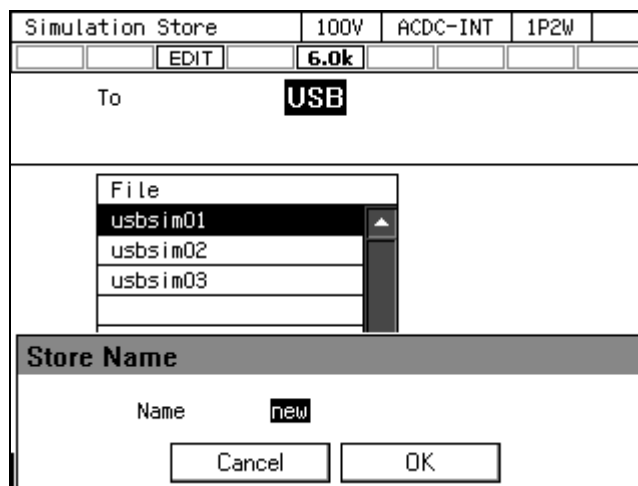 Simulation Store 100V ACDC-INT 1P2W
EDIT 6.0k
To USB
File
usbsim01
usbsim02
usbsim03
Store Name
Name new
Cancel OK